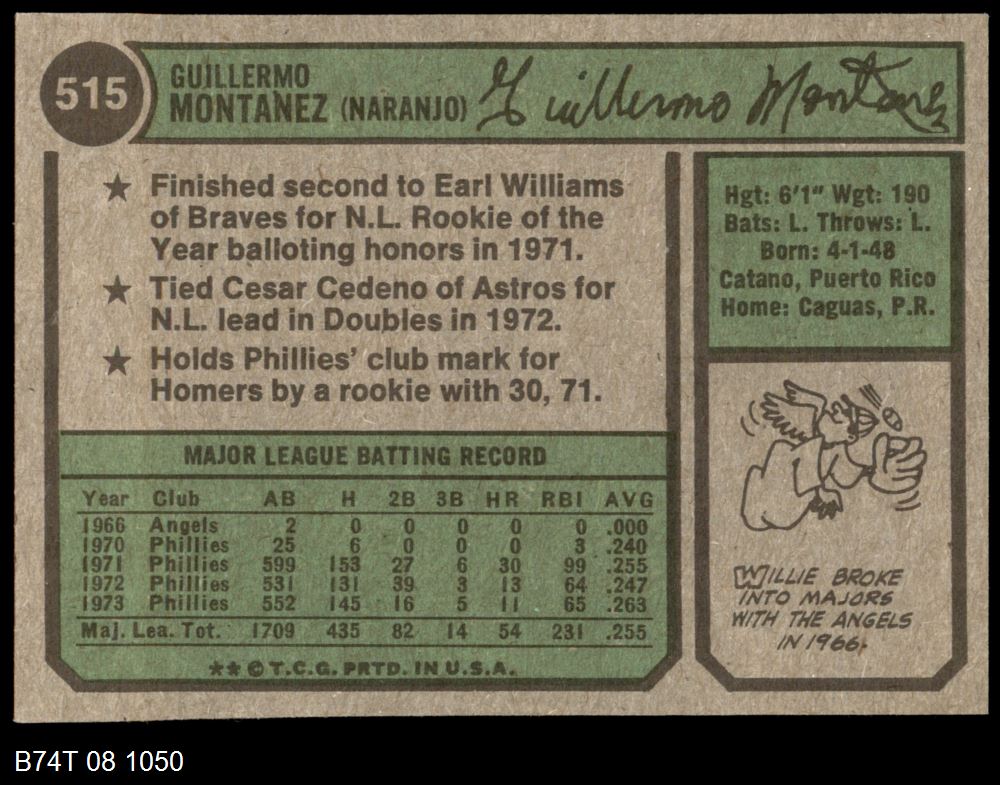 515
GUILLERMO
MONTAÑEZ (NARANJO)
Guillermo Montañez
★ Finished second to Earl Williams
of Braves for N.L. Rookie of the
Year balloting honors in 1971.
★ Tied Cesar Cedeno of Astros for
N.L. lead in Doubles in 1972.
★ Holds Phillies' club mark for
Homers by a rookie with 30, 71.
Hgt: 6'1" Wgt: 190
Bats: L. Throws: L.
Born: 4-1-48
Catano, Puerto Rico
Home: Caguas, P.R.
MAJOR LEAGUE BATTING RECORD
Year Club AB H 2B 3B HR RBI AVG
1966 Angels 2 0 0 0 0 0 .000
1970 Phillies 25 6 0 0 0 3 .240
1971 Phillies 599 153 27 6 30 99 .255
1972 Phillies 531 131 39 3 13 64 .247
1973 Phillies 552 145 16 5 11 65 .263
Maj. Lea. Tot. 1709 435 82 14 54 231 .255
★★ © T.C.G. PRTD. IN U.S.A.
WILLIE BROKE
INTO MAJORS
WITH THE ANGELS
IN 1966.
B74T 08 1050